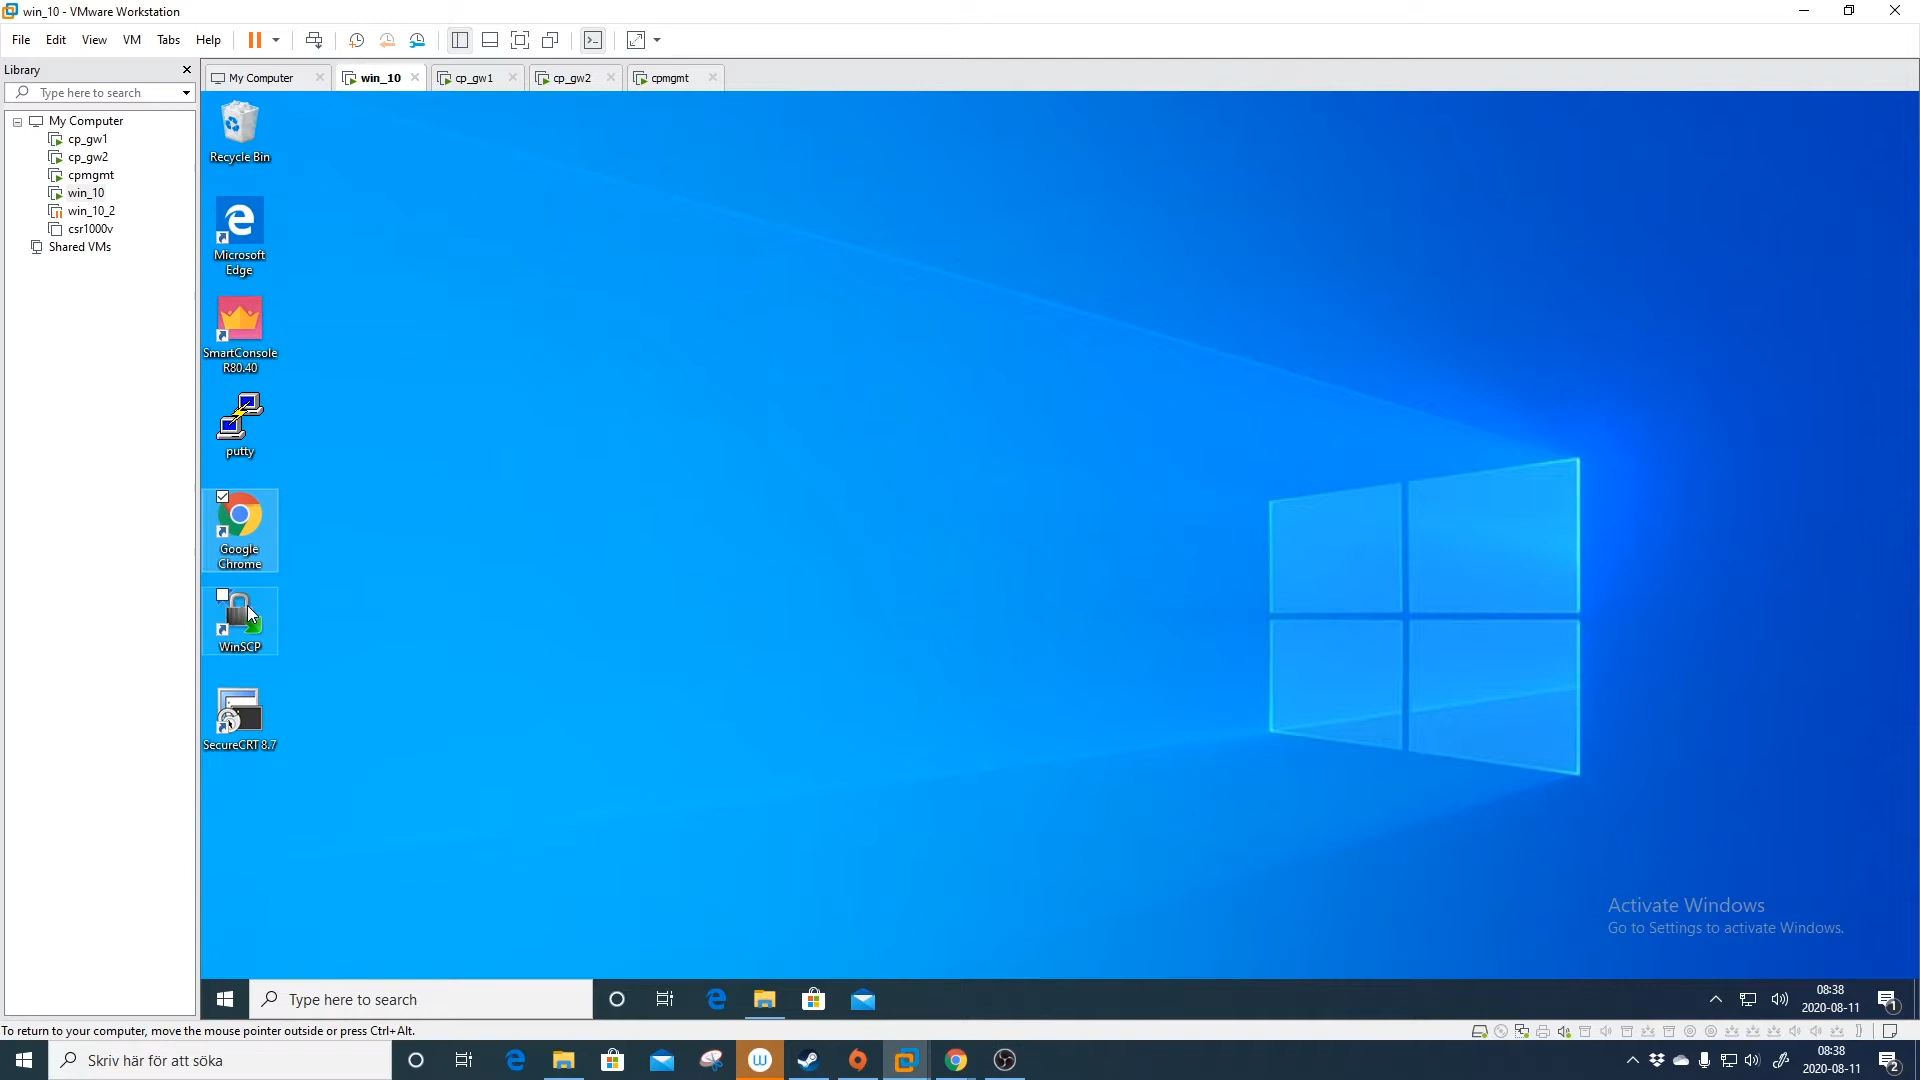 win_10 - VMware Workstation
File Edit View VM Tabs Help
Library
Type here to search
My Computer
cp_gw1
cp_gw2
cpmgmt
win_10
win_10_2
csr1000v
Shared VMs
My Computer win_10 cp_gw1 cp_gw2 cpmgmt
Recycle Bin
Microsoft
Edge
SmartConsole
R80.40
putty
Google
Chrome
WinSCP
SecureCRT 8.7
Activate Windows
Go to Settings to activate Windows.
Type here to search
08:38
2020-08-11
1
To return to your computer, move the mouse pointer outside or press Ctrl+Alt.
Skriv här för att söka
W
08:38
2020-08-11
2